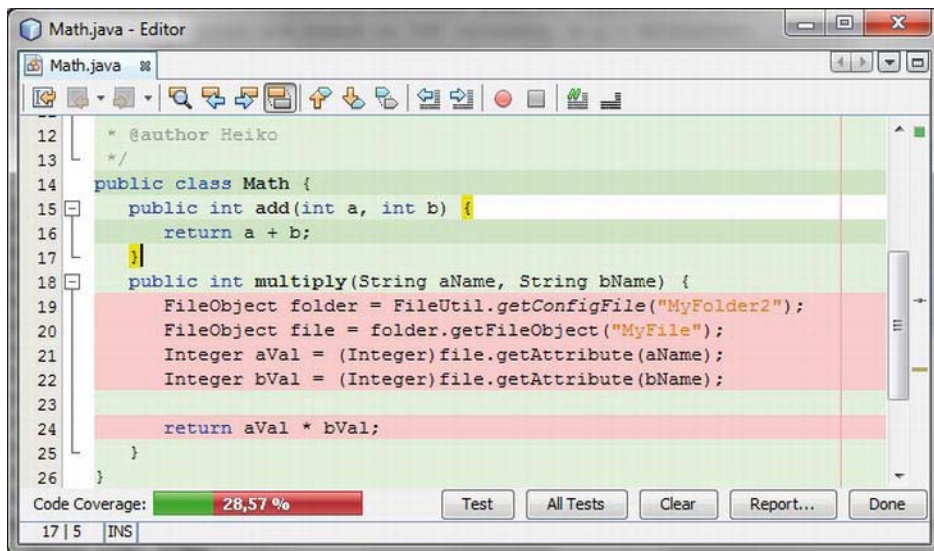 Math.java - Editor
Math.java
12 * @author Heiko
13 */
14 public class Math {
15 public int add(int a, int b) {
16 return a + b;
17 }
18 public int multiply(String aName, String bName) {
19 FileObject folder = FileUtil.getConfigFile("MyFolder2");
20 FileObject file = folder.getFileObject("MyFile");
21 Integer aVal = (Integer)file.getAttribute(aName);
22 Integer bVal = (Integer)file.getAttribute(bName);
23
24 return aVal * bVal;
25 }
26 }
Code Coverage: 28,57 % Test All Tests Clear Report... Done
17 | 5 INS